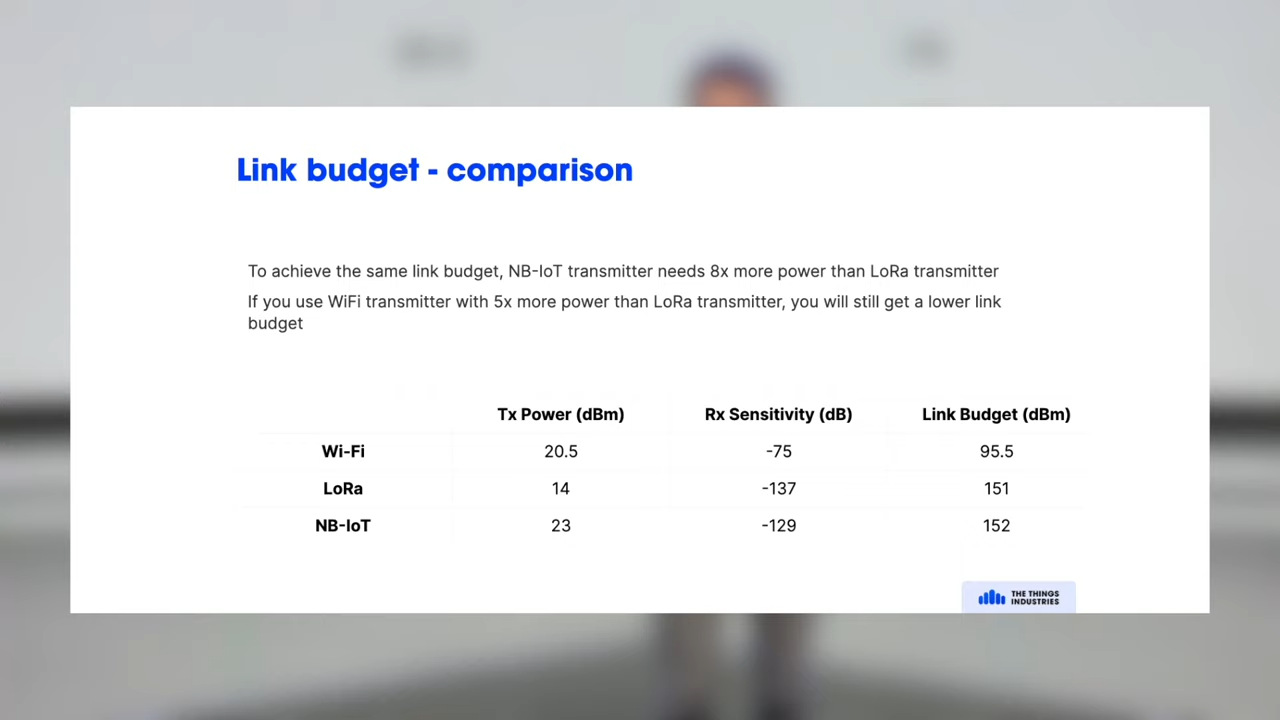 Link budget - comparison
To achieve the same link budget, NB-IoT transmitter needs 8x more power than LoRa transmitter
If you use WiFi transmitter with 5x more power than LoRa transmitter, you will still get a lower link
budget
Tx Power (dBm) Rx Sensitivity (dB) Link Budget (dBm)
Wi-Fi 20.5 -75 95.5
LoRa 14 -137 151
NB-IoT 23 -129 152
THE THINGS
INDUSTRIES